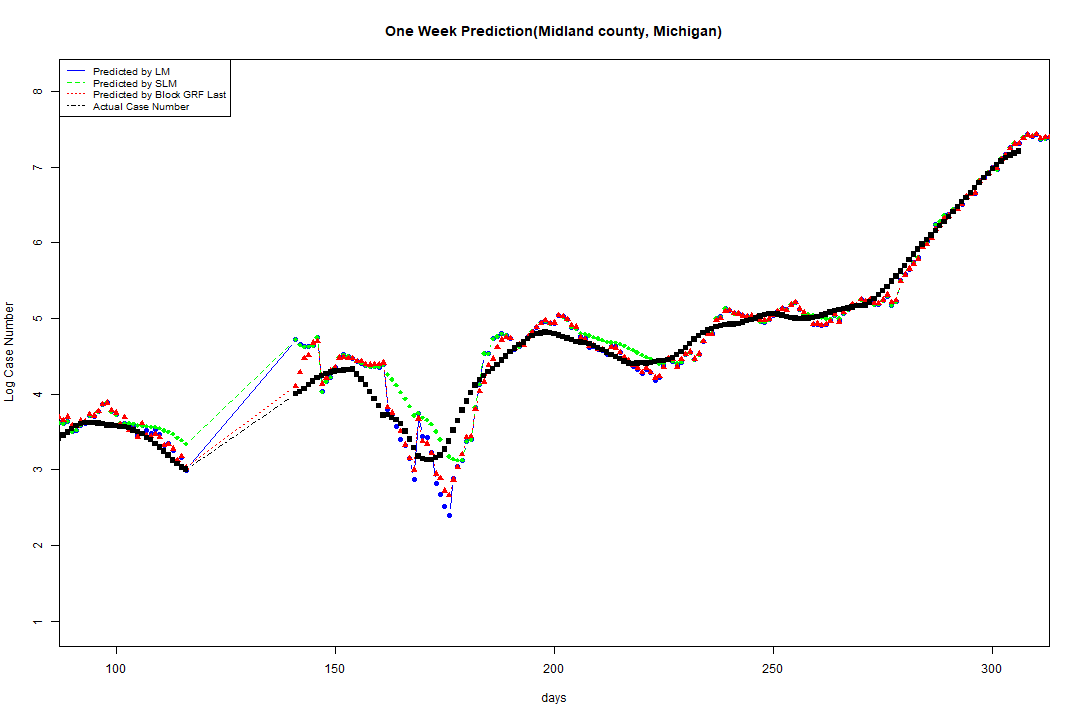 One Week Prediction(Midland county, Michigan)
Predicted by LM
Predicted by SLM
Predicted by Block GRF Last
Actual Case Number
8
7
6
5
4
3
2
1
Log Case Number
100 150 200 250 300
days